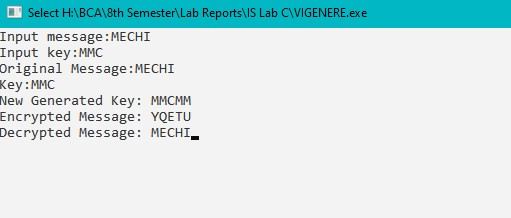 Select H:\BCA\8th Semester\Lab Reports\IS Lab C\VIGENERE.exe
Input message:MECHI
Input key:MMC
Original Message:MECHI
Key:MMC
New Generated Key: MMCMM
Encrypted Message: YQETU
Decrypted Message: MECHI